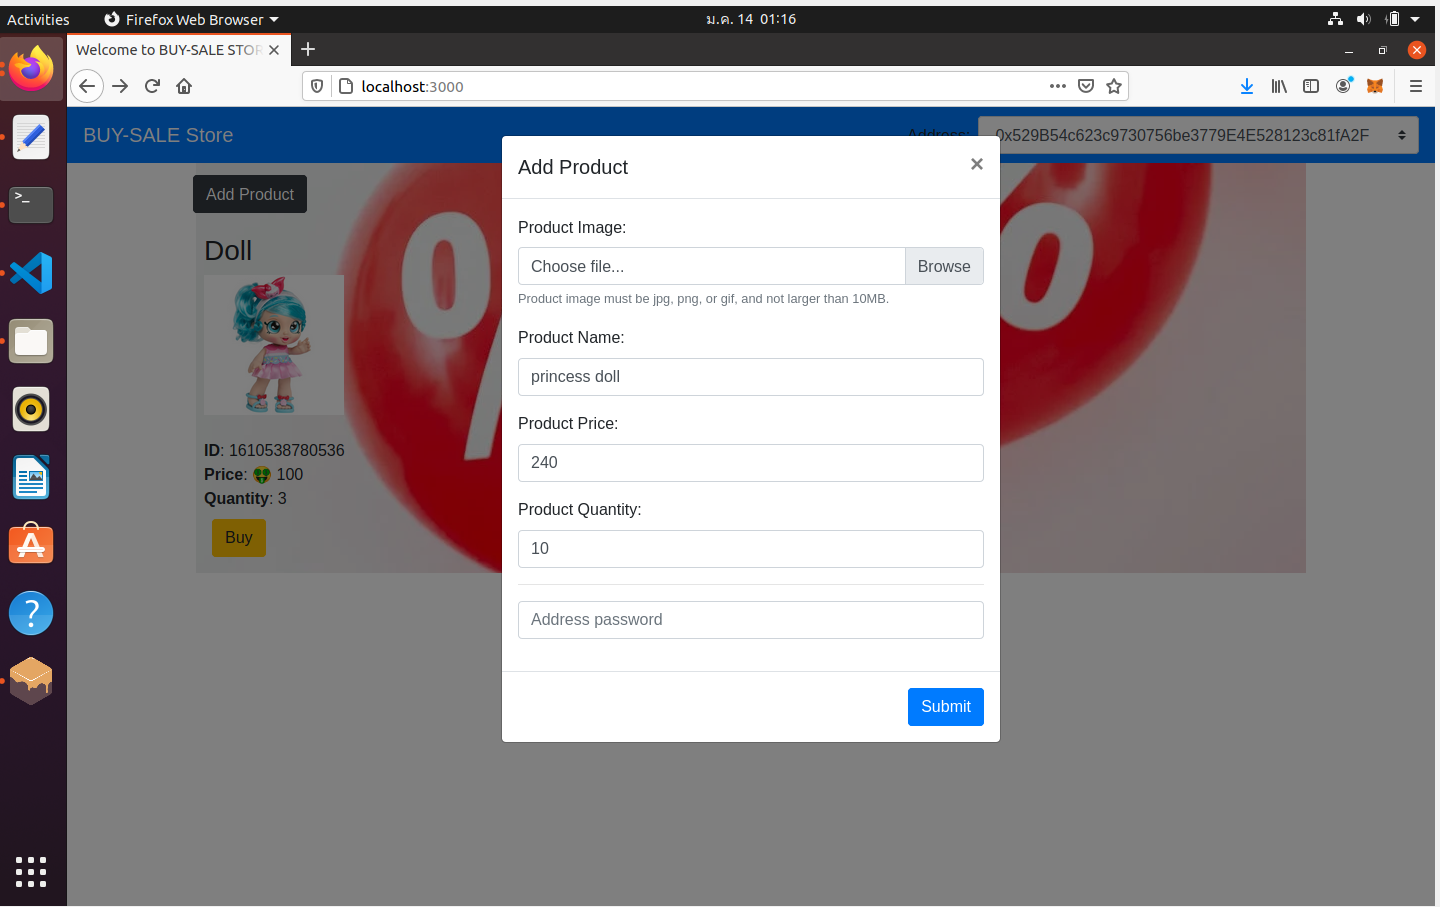 Activities
Firefox Web Browser
ม.ค. 14 01:16
Welcome to BUY-SALE STOR
localhost:3000
BUY-SALE Store
Address:
0x529B54c623c9730756be3779E4E528123c81fA2F
Add Product
Doll
ID: 1610538780536
Price: 🤑 100
Quantity: 3
Buy
Add Product
×
Product Image:
Choose file...
Browse
Product image must be jpg, png, or gif, and not larger than 10MB.
Product Name:
princess doll
Product Price:
240
Product Quantity:
10
Address password
Submit